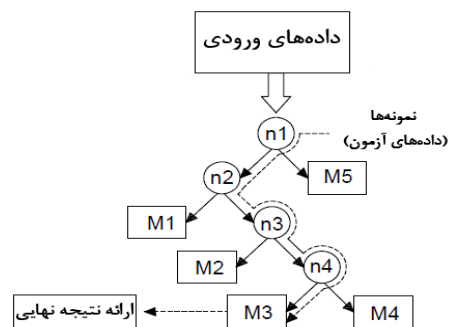 داده‌های ورودی
نمونه‌ها
(داده‌های آزمون)
n1
n2
M5
M1
n3
M2
n4
ارائه نتیجه نهایی
M3
M4